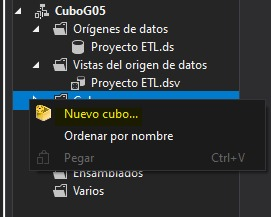 CuboG05
Orígenes de datos
Proyecto ETL.ds
Vistas del origen de datos
Proyecto ETL.dsv
Nuevo cubo...
Ordenar por nombre
Pegar Ctrl+V
Ensamblados
Varios